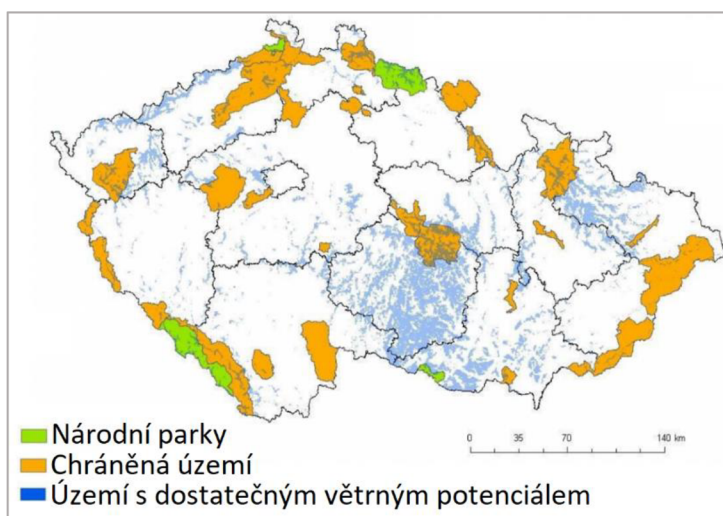 Národní parky
Chráněná území
Území s dostatečným větrným potenciálem
0 35 70 140 km